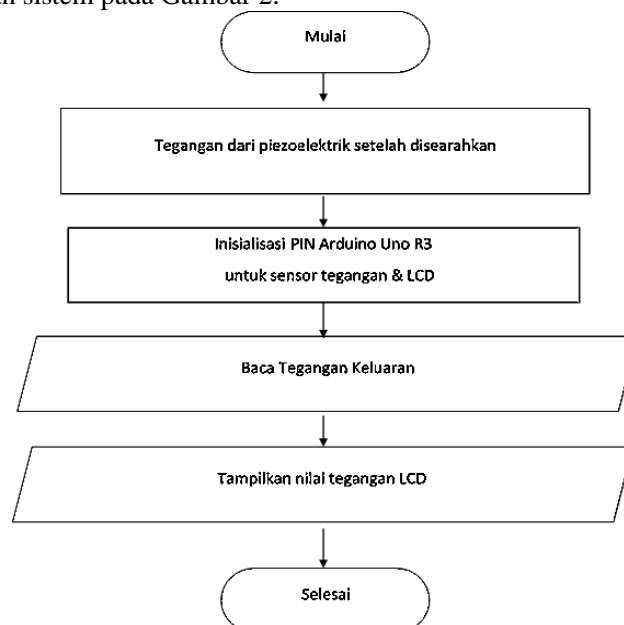 sistem pada Gambar 2.
Mulai
Tegangan dari piezoelektrik setelah disearahkan
Inisialisasi PIN Arduino Uno R3
untuk sensor tegangan & LCD
Baca Tegangan Keluaran
Tampilkan nilai tegangan LCD
Selesai